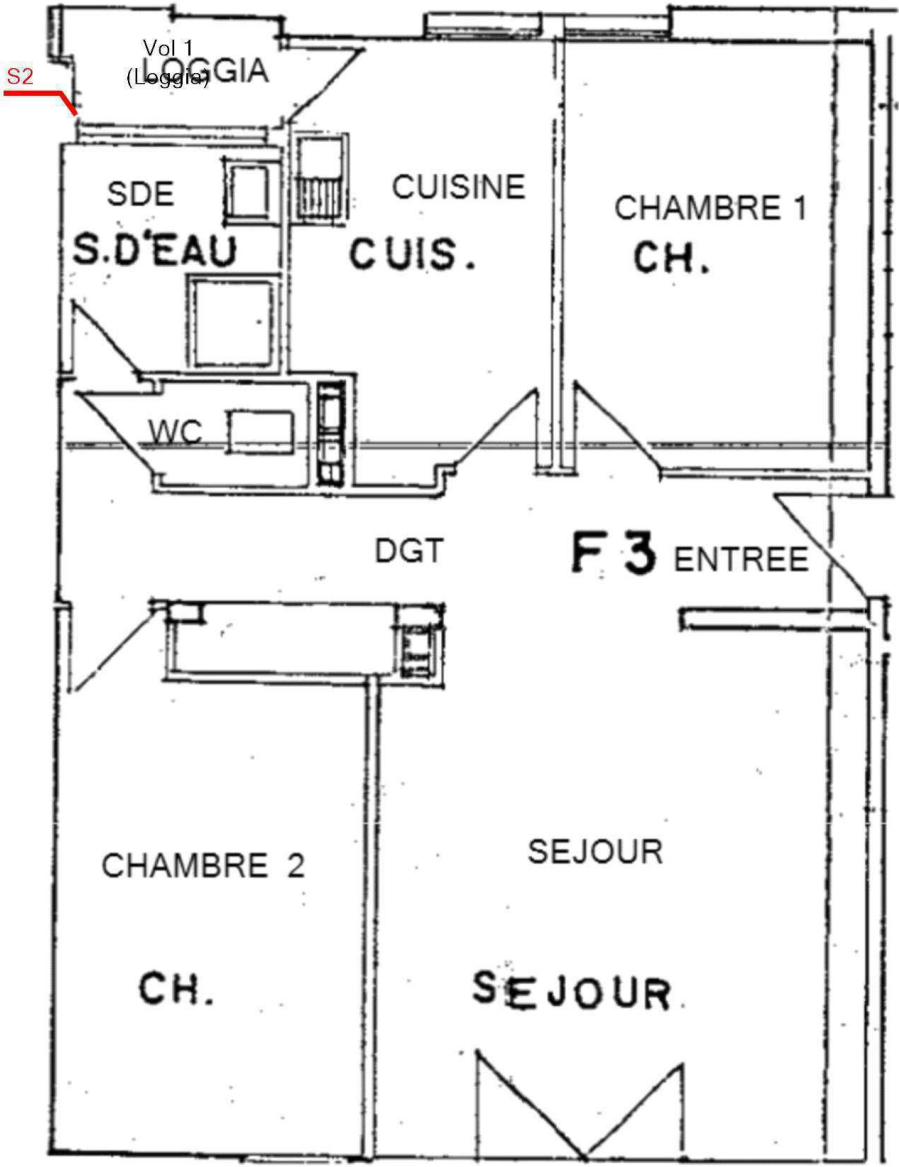 Vol 1
LOGGIA
(Loggia)
S2
SDE
CUISINE
CHAMBRE 1
S.D'EAU
CUIS.
CH.
WC
DGT
F3
ENTREE
CHAMBRE 2
SEJOUR
CH.
SEJOUR